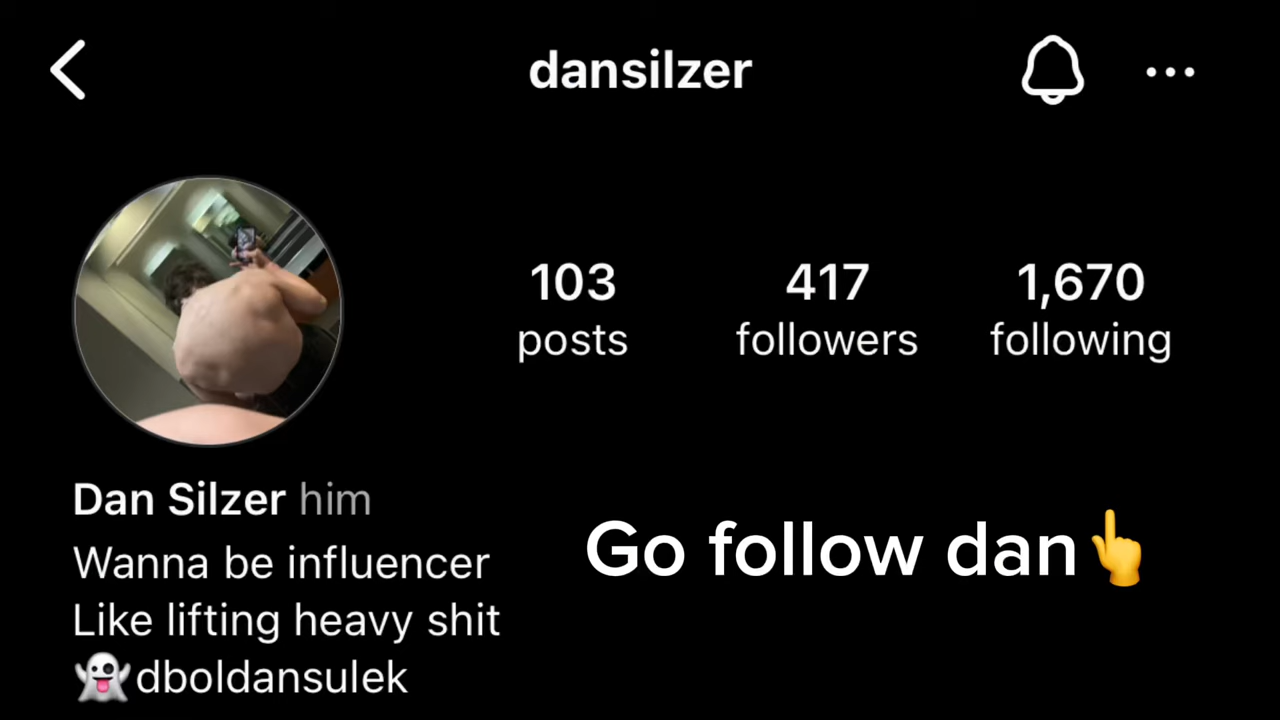 dansilzer
103 417 1,670
posts followers following
Dan Silzer him
Wanna be influencer
Go follow dan👆
Like lifting heavy shit
👻dboldansulek